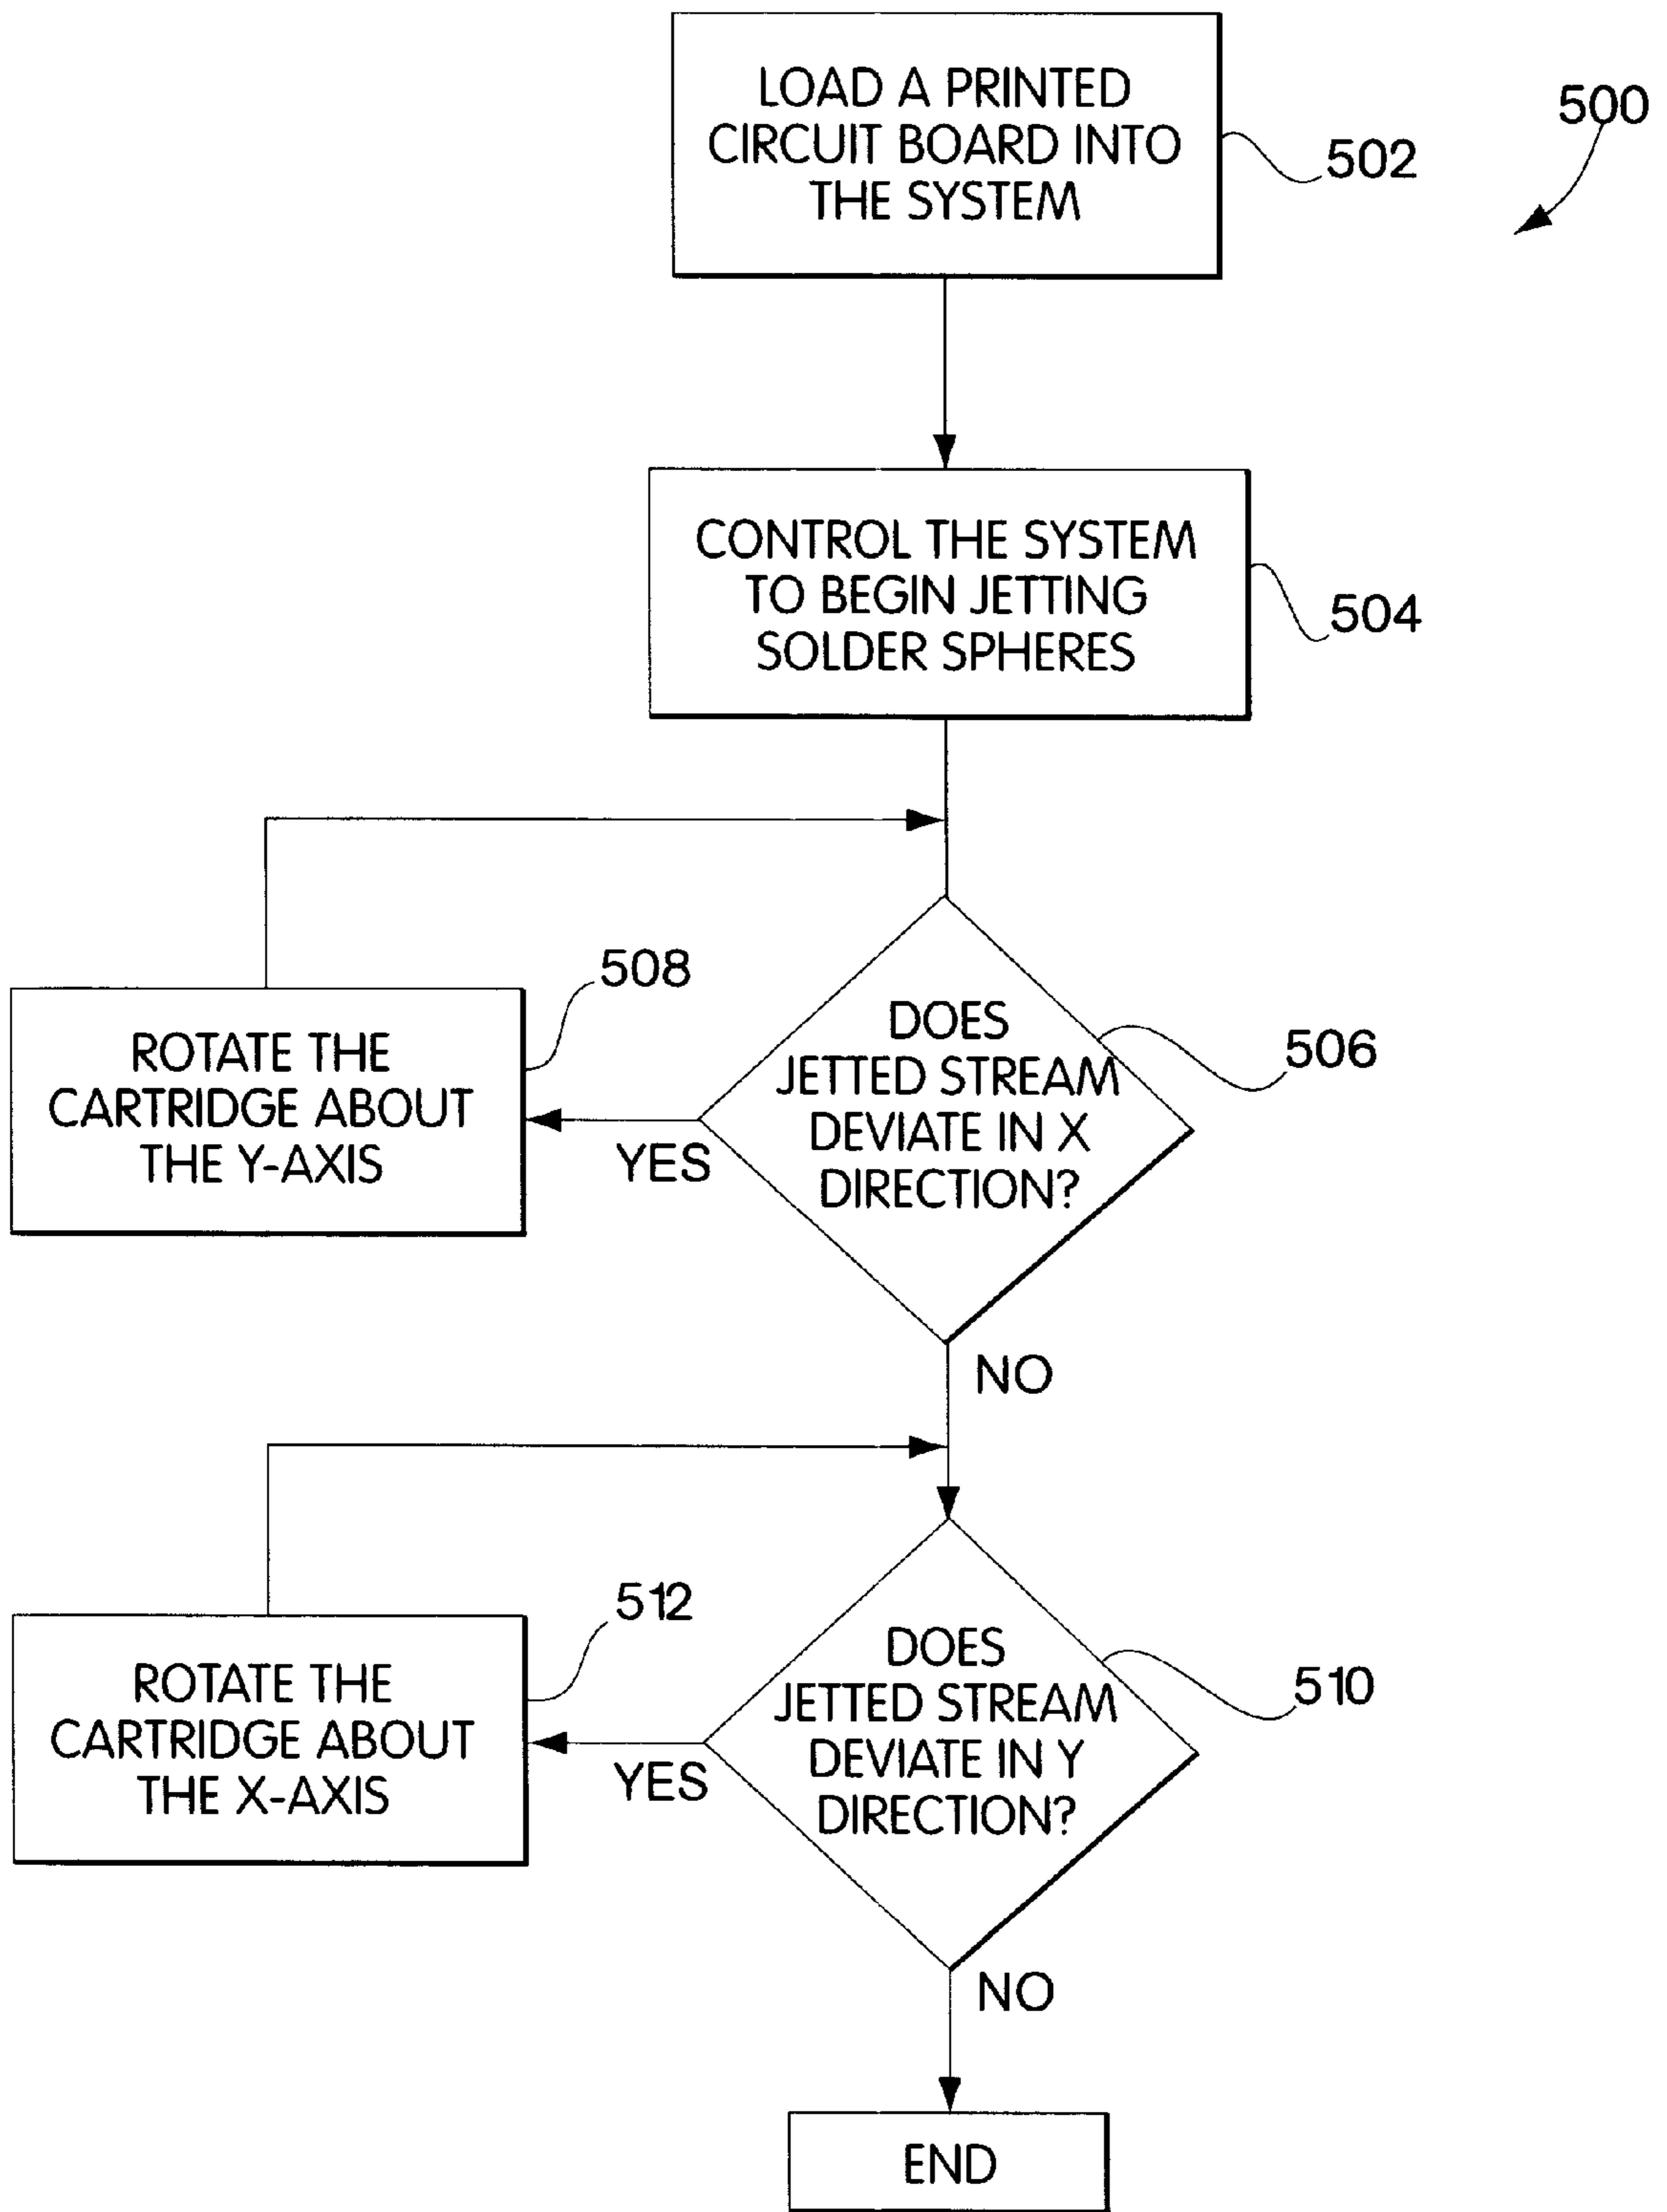 LOAD A PRINTED
CIRCUIT BOARD INTO
THE SYSTEM
502
500
CONTROL THE SYSTEM
TO BEGIN JETTING
SOLDER SPHERES
504
DOES
JETTED STREAM
DEVIATE IN X
DIRECTION?
506
YES
508
ROTATE THE
CARTRIDGE ABOUT
THE Y-AXIS
NO
DOES
JETTED STREAM
DEVIATE IN Y
DIRECTION?
510
YES
512
ROTATE THE
CARTRIDGE ABOUT
THE X-AXIS
NO
END